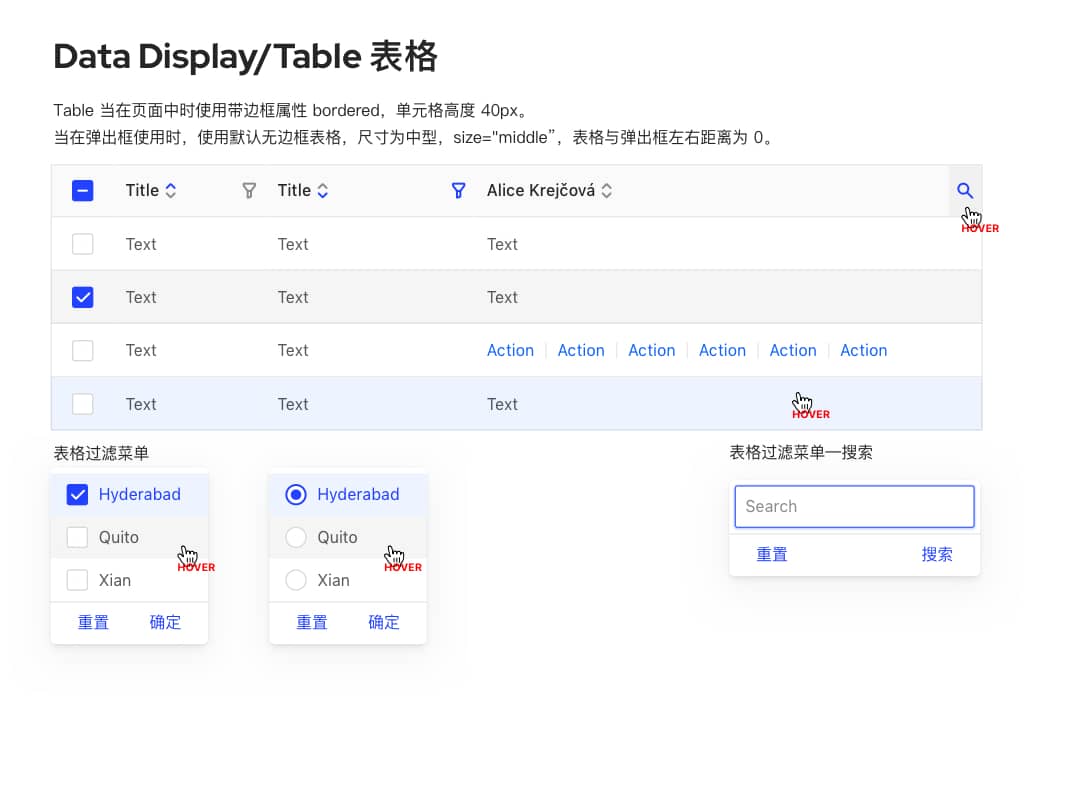 Data Display/Table 表格
Table 当在页面中时使用带边框属性 bordered，单元格高度 40px。
当在弹出框使用时，使用默认无边框表格，尺寸为中型，size="middle”，表格与弹出框左右距离为 0。
Title Title Alice Krejčová
HOVER
Text Text Text
Text Text Text
Text Text Action Action Action Action Action Action
Text Text Text
HOVER
表格过滤菜单 表格过滤菜单—搜索
Hyderabad Hyderabad Search
Quito Quito
HOVER HOVER
重置 搜索
Xian Xian
重置 确定 重置 确定